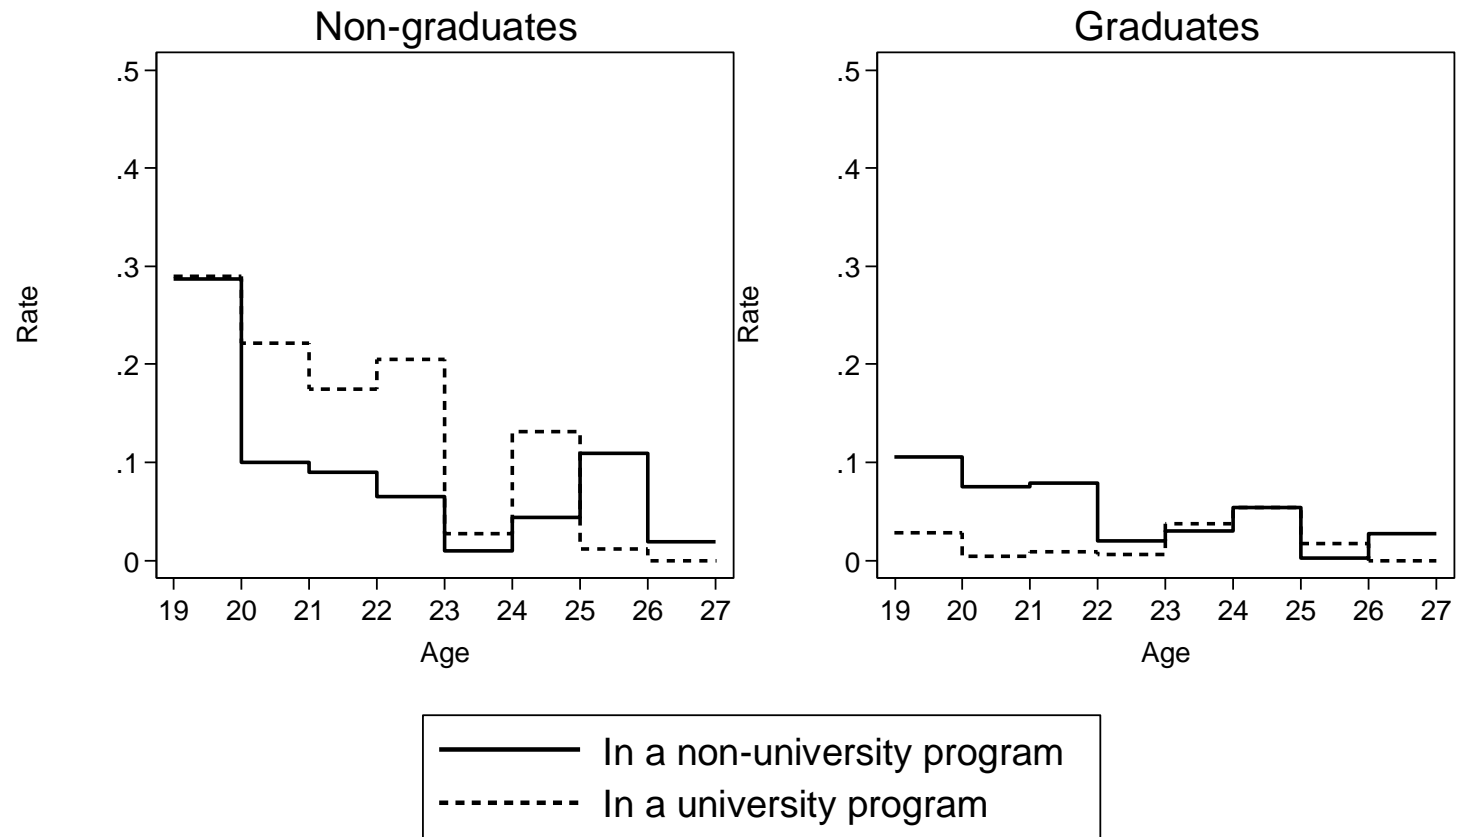 Non-graduates
.5
.4
.3
.2
.1
0
Rate
19 20 21 22 23 24 25 26 27
Age
Graduates
.5
.4
.3
.2
.1
0
Rate
19 20 21 22 23 24 25 26 27
Age
In a non-university program
In a university program